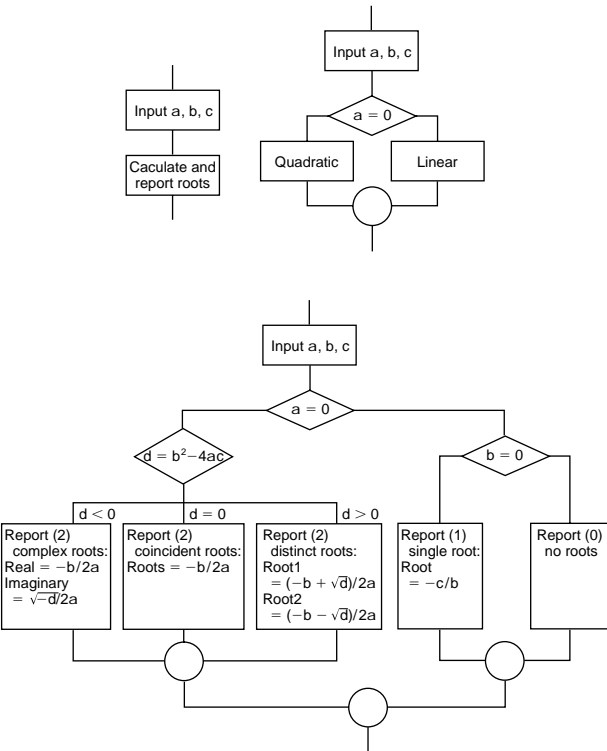 Input a, b, c
Caculate and
report roots
Input a, b, c
a = 0
Quadratic
Linear
Input a, b, c
a = 0
d = b²−4ac
b = 0
d < 0
d = 0
d > 0
Report (2)
complex roots:
Real = −b/2a
Imaginary
= √−d/2a
Report (2)
coincident roots:
Roots = −b/2a
Report (2)
distinct roots:
Root1
= (−b + √d)/2a
Root2
= (−b − √d)/2a
Report (1)
single root:
Root
= −c/b
Report (0)
no roots